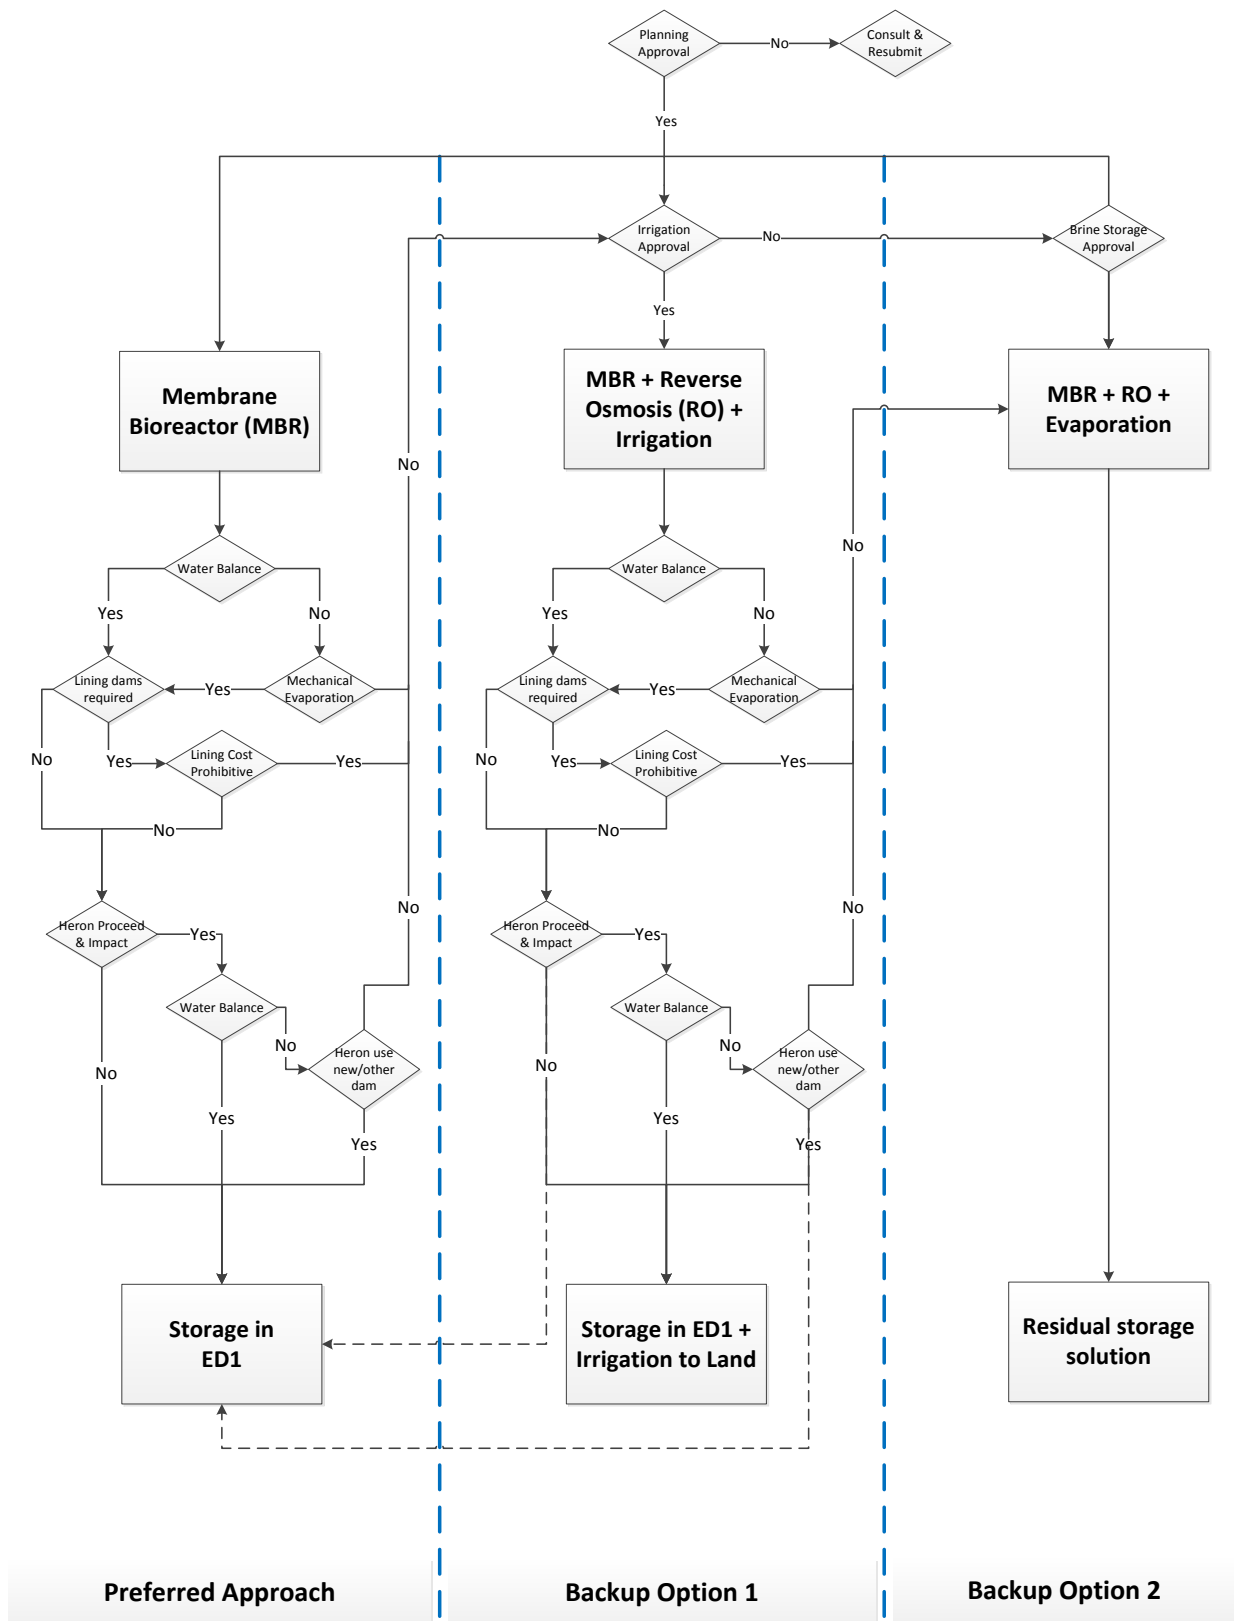 Planning
Approval
No
Consult &
Resubmit
Yes
Irrigation
Approval
No
Brine Storage
Approval
Yes
Membrane
Bioreactor (MBR)
MBR + Reverse
Osmosis (RO) +
Irrigation
MBR + RO +
Evaporation
No
No
Water Balance
Water Balance
Yes
No
Yes
No
Lining dams
required
Yes
Mechanical
Evaporation
Lining dams
required
Yes
Mechanical
Evaporation
No
Yes
Lining Cost
Prohibitive
Yes
No
Yes
Lining Cost
Prohibitive
Yes
No
No
No
No
Heron Proceed
& Impact
Yes
Heron Proceed
& Impact
Yes
Water Balance
Water Balance
No
No
Heron use
new/other
dam
No
No
Heron use
new/other
dam
Yes
Yes
Yes
Yes
Storage in
ED1
Storage in ED1 +
Irrigation to Land
Residual storage
solution
Preferred Approach
Backup Option 1
Backup Option 2